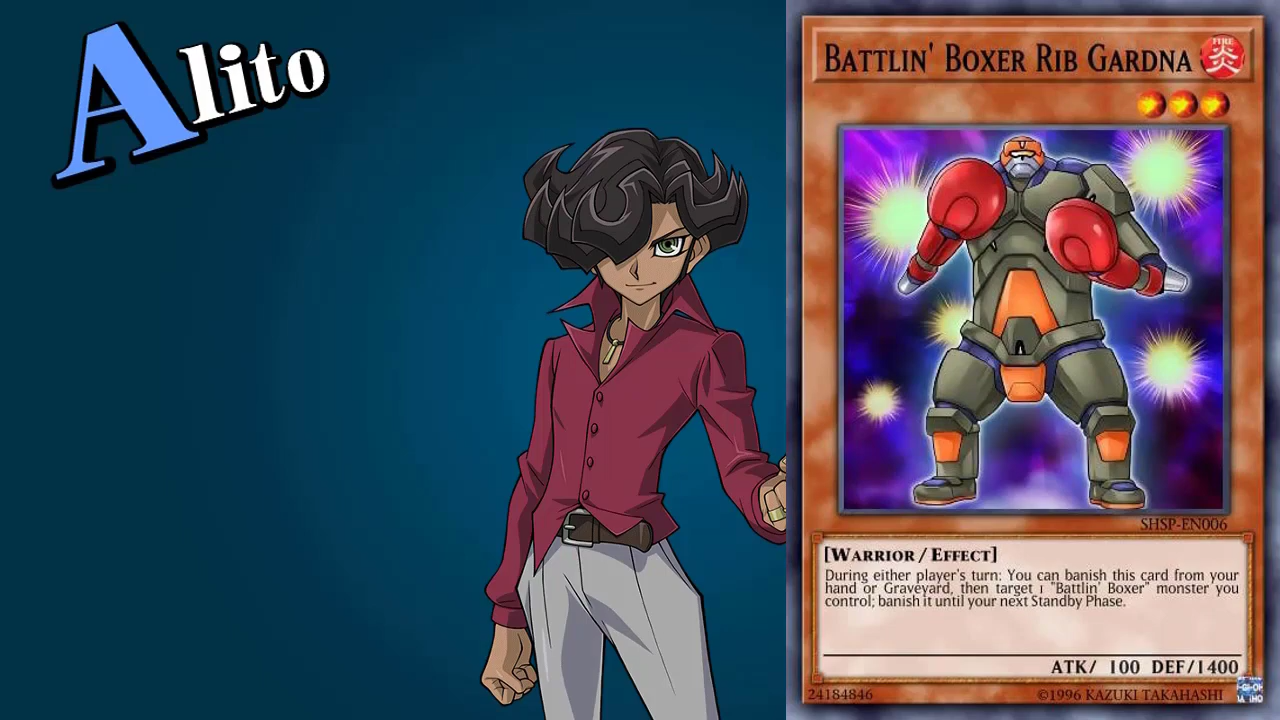 Alito
BATTLIN' BOXER RIB GARDNA
FIRE
炎
SHSP-EN006
[WARRIOR / EFFECT]
During either player's turn: You can banish this card from your
hand or Graveyard, then target 1 "Battlin' Boxer" monster you
control; banish it until your next Standby Phase.
ATK/ 100 DEF/1400
24184846
©1996 KAZUKI TAKAHASHI